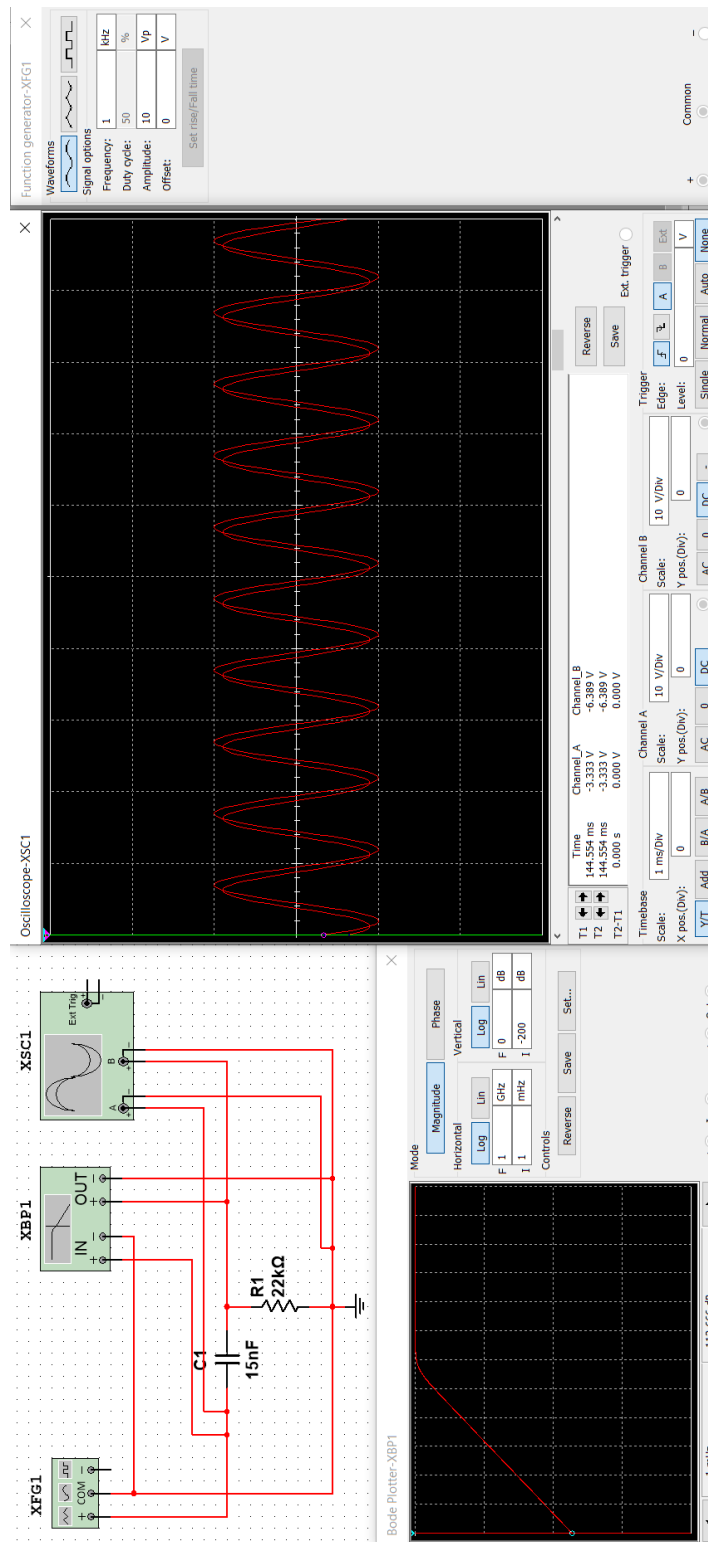 XFG1
COM
XBP1
IN
OUT
XSC1
Ext Trig
A
B
C1
15nF
R1
22kΩ
Bode Plotter-XBP1
Mode
Magnitude
Phase
Horizontal
Vertical
Log
Lin
Log
Lin
F 1 GHz
F 0 dB
I 1 mHz
I -200 dB
Controls
Reverse
Save
Set...
Oscilloscope-XSC1
Time
Channel_A
Channel_B
T1 144.554 ms -3.333 V -6.389 V
T2 144.554 ms -3.333 V -6.389 V
T2-T1 0.000 s 0.000 V 0.000 V
Reverse
Save
Ext. trigger
Timebase
Scale: 1 ms/Div
X pos.(Div): 0
Y/T Add B/A A/B
Channel A
Scale: 10 V/Div
Y pos.(Div): 0
AC 0 DC
Channel B
Scale: 10 V/Div
Y pos.(Div): 0
AC 0 DC -
Trigger
Edge: A B Ext
Level: 0 V
Single Normal Auto None
Function generator-XFG1
Waveforms
Signal options
Frequency: 1 kHz
Duty cycle: 50 %
Amplitude: 10 Vp
Offset: 0 V
Set rise/Fall time
+ Common -